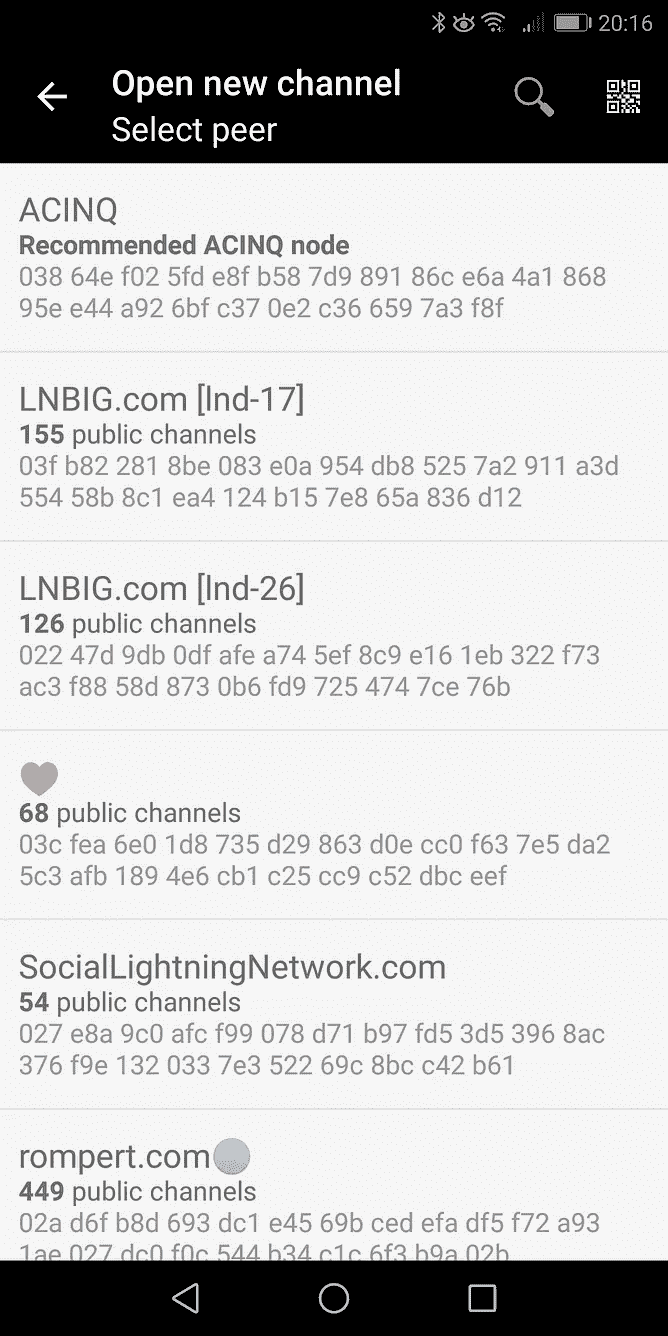 20:16
Open new channel
Select peer
ACINQ
Recommended ACINQ node
038 64e f02 5fd e8f b58 7d9 891 86c e6a 4a1 868
95e e44 a92 6bf c37 0e2 c36 659 7a3 f8f
LNBIG.com [lnd-17]
155 public channels
03f b82 281 8be 083 e0a 954 db8 525 7a2 911 a3d
554 58b 8c1 ea4 124 b15 7e8 65a 836 d12
LNBIG.com [lnd-26]
126 public channels
022 47d 9db 0df afe a74 5ef 8c9 e16 1eb 322 f73
ac3 f88 58d 873 0b6 fd9 725 474 7ce 76b
68 public channels
03c fea 6e0 1d8 735 d29 863 d0e cc0 f63 7e5 da2
5c3 afb 189 4e6 cb1 c25 cc9 c52 dbc eef
SocialLightningNetwork.com
54 public channels
027 e8a 9c0 afc f99 078 d71 b97 fd5 3d5 396 8ac
376 f9e 132 033 7e3 522 69c 8bc c42 b61
rompert.com
449 public channels
02a d6f b8d 693 dc1 e45 69b ced efa df5 f72 a93
1ae 027 dc0 f0c 544 b34 c1c 6f3 b9a 02b